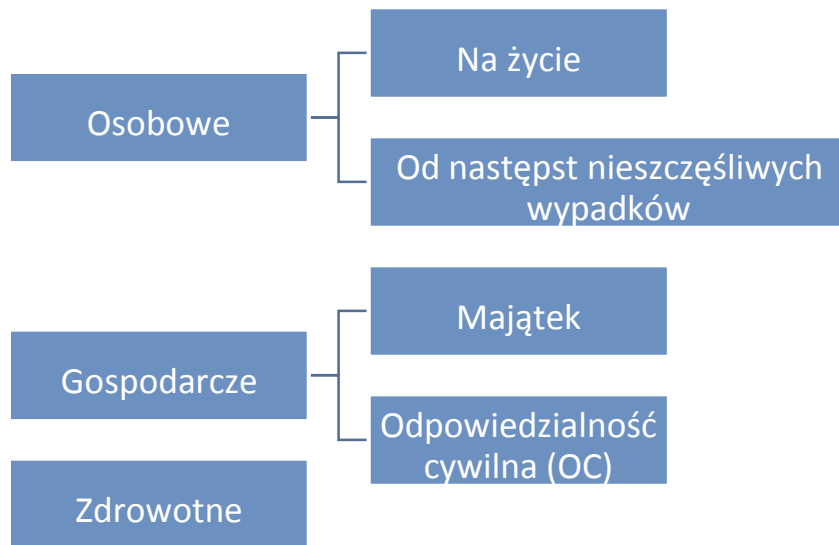 Osobowe
Na życie
Od następst nieszczęśliwych
wypadków
Gospodarcze
Majątek
Odpowiedzialność
cywilna (OC)
Zdrowotne